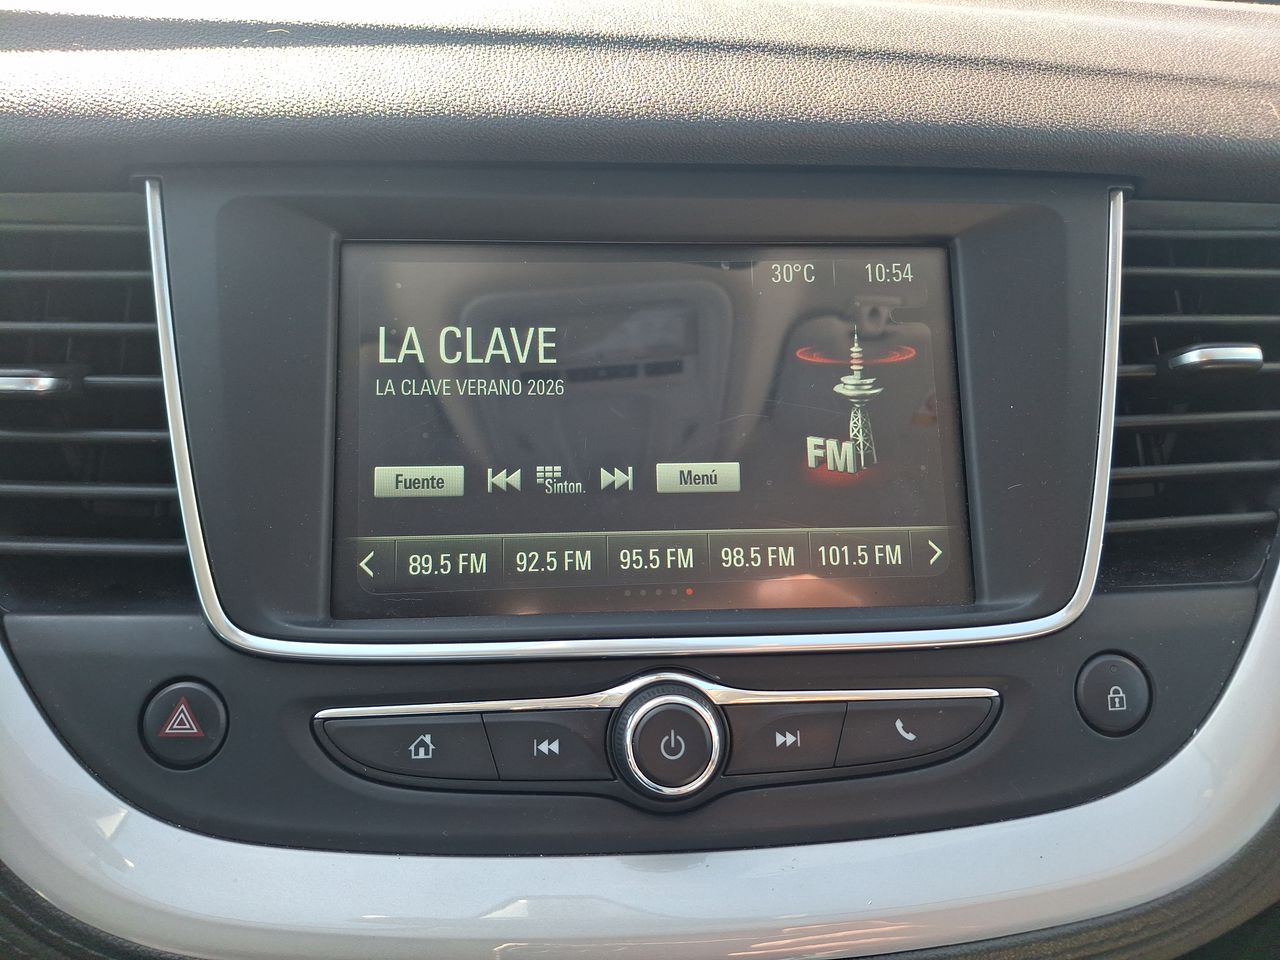 30°C 10:54
LA CLAVE
LA CLAVE VERANO 2026
FM
Fuente Sinton. Menú
89.5 FM 92.5 FM 95.5 FM 98.5 FM 101.5 FM